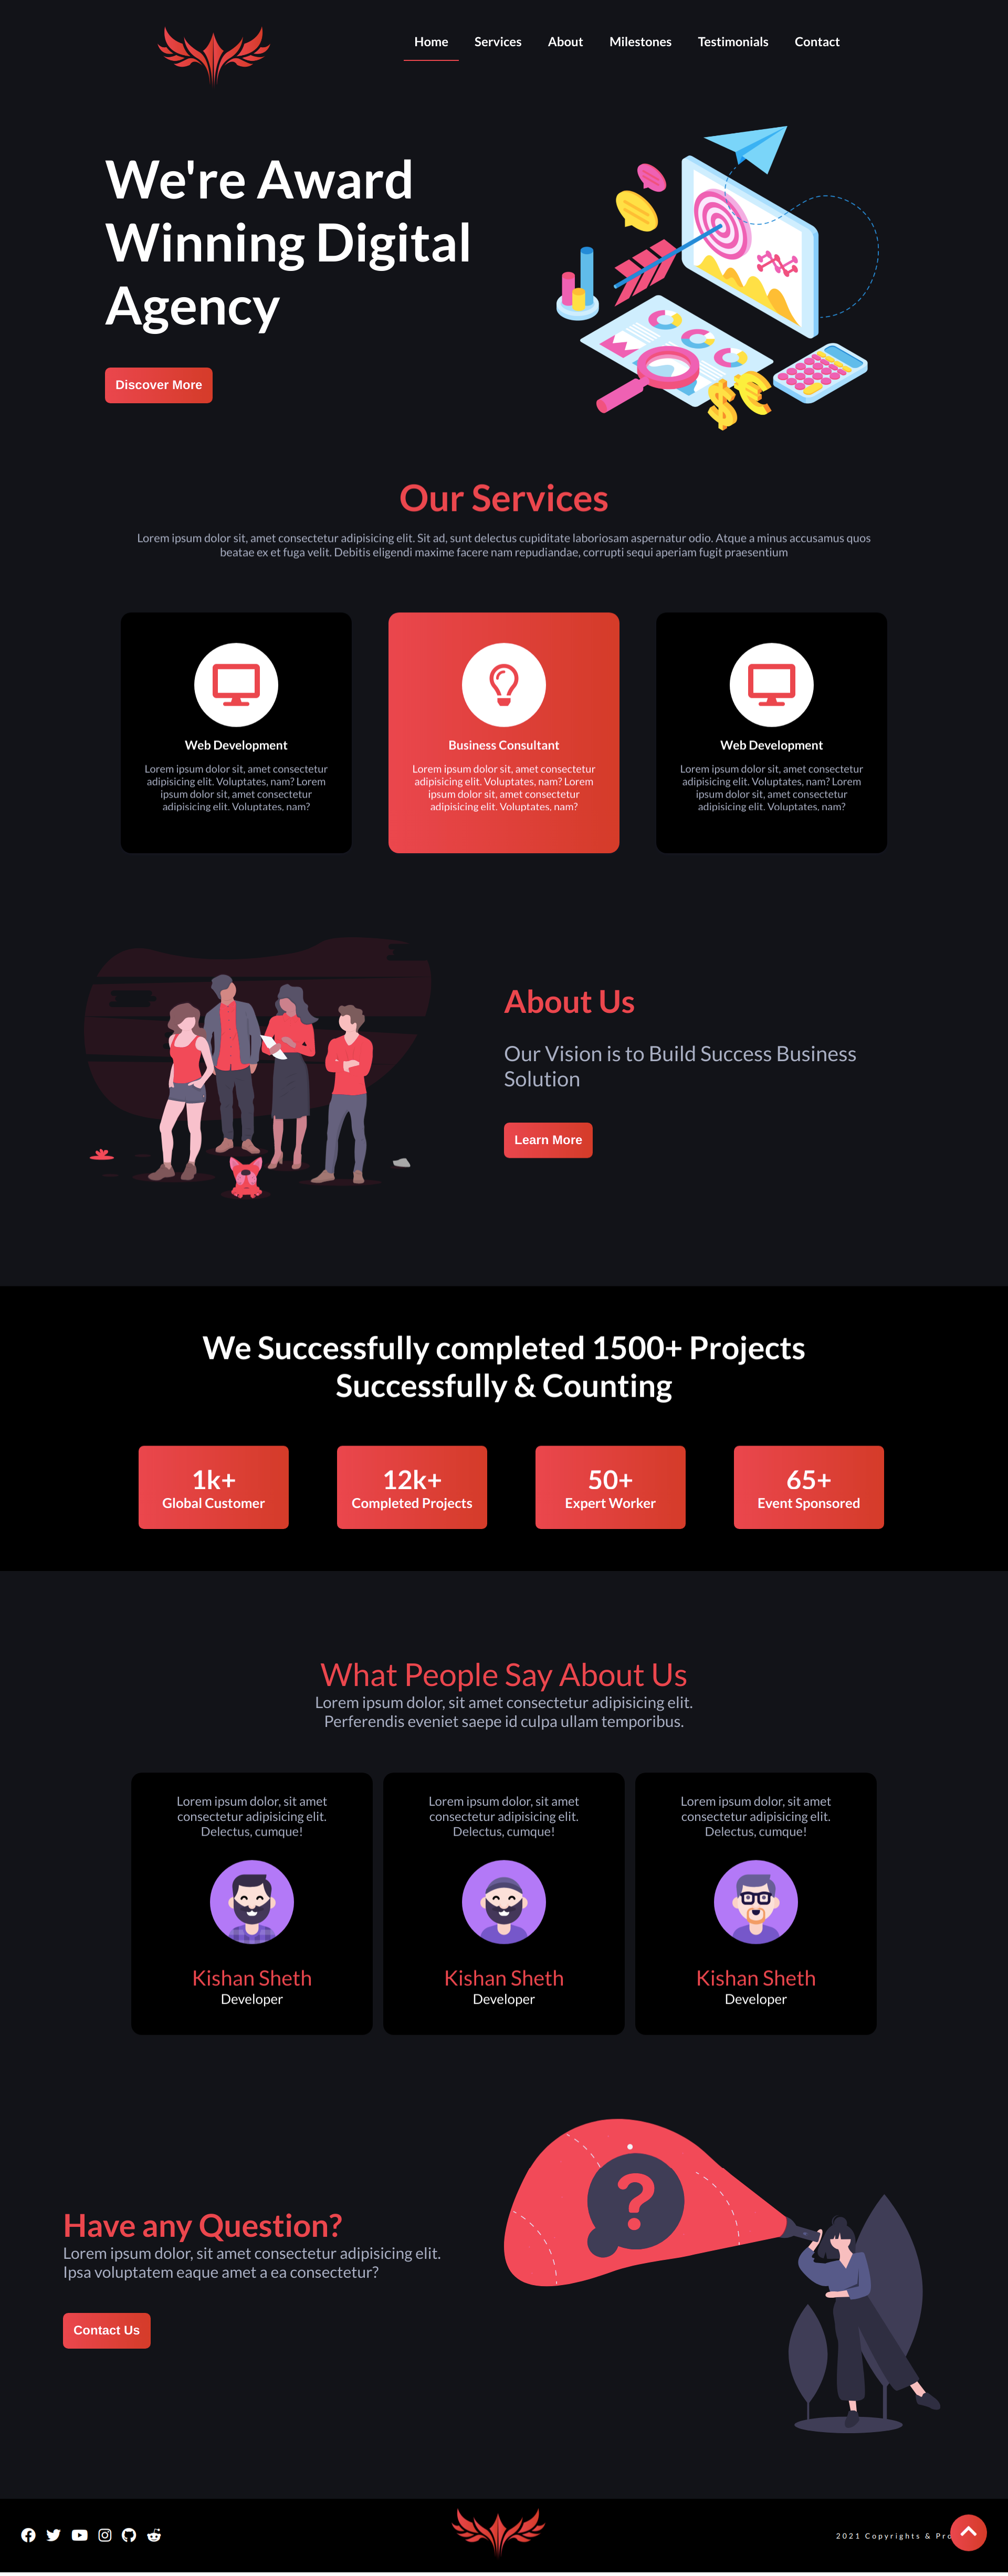 Home Services About Milestones Testimonials Contact
We're Award
Winning Digital
Agency
Discover More
Our Services
Lorem ipsum dolor sit, amet consectetur adipisicing elit. Sit ad, sunt delectus cupiditate laboriosam aspernatur odio. Atque a minus accusamus quos
beatae ex et fuga velit. Debitis eligendi maxime facere nam repudiandae, corrupti sequi aperiam fugit praesentium
Web Development
Lorem ipsum dolor sit, amet consectetur
adipisicing elit. Voluptates, nam? Lorem
ipsum dolor sit, amet consectetur
adipisicing elit. Voluptates, nam?
Business Consultant
Lorem ipsum dolor sit, amet consectetur
adipisicing elit. Voluptates, nam? Lorem
ipsum dolor sit, amet consectetur
adipisicing elit. Voluptates, nam?
Web Development
Lorem ipsum dolor sit, amet consectetur
adipisicing elit. Voluptates, nam? Lorem
ipsum dolor sit, amet consectetur
adipisicing elit. Voluptates, nam?
About Us
Our Vision is to Build Success Business
Solution
Learn More
We Successfully completed 1500+ Projects
Successfully & Counting
1k+
Global Customer
12k+
Completed Projects
50+
Expert Worker
65+
Event Sponsored
What People Say About Us
Lorem ipsum dolor, sit amet consectetur adipisicing elit.
Perferendis eveniet saepe id culpa ullam temporibus.
Lorem ipsum dolor, sit amet
consectetur adipisicing elit.
Delectus, cumque!
Kishan Sheth
Developer
Lorem ipsum dolor, sit amet
consectetur adipisicing elit.
Delectus, cumque!
Kishan Sheth
Developer
Lorem ipsum dolor, sit amet
consectetur adipisicing elit.
Delectus, cumque!
Kishan Sheth
Developer
?
Have any Question?
Lorem ipsum dolor, sit amet consectetur adipisicing elit.
Ipsa voluptatem eaque amet a ea consectetur?
Contact Us
2021 Copyrights &